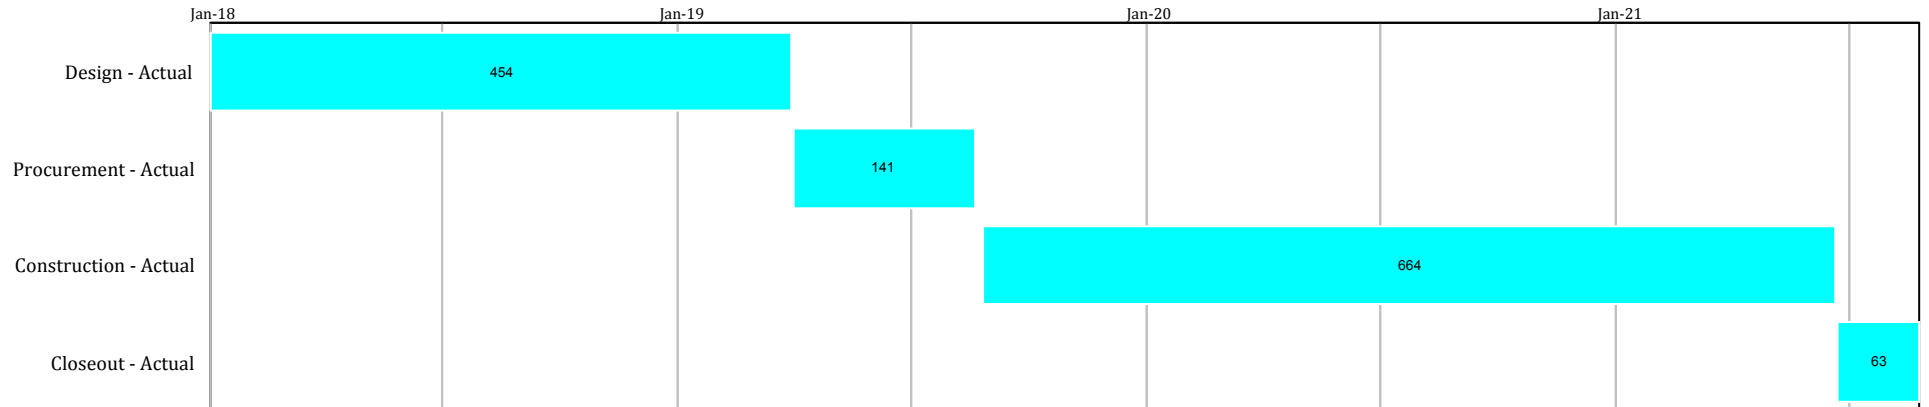 Jan-18 Jan-19 Jan-20 Jan-21
Design - Actual 454
Procurement - Actual 141
Construction - Actual 664
Closeout - Actual 63